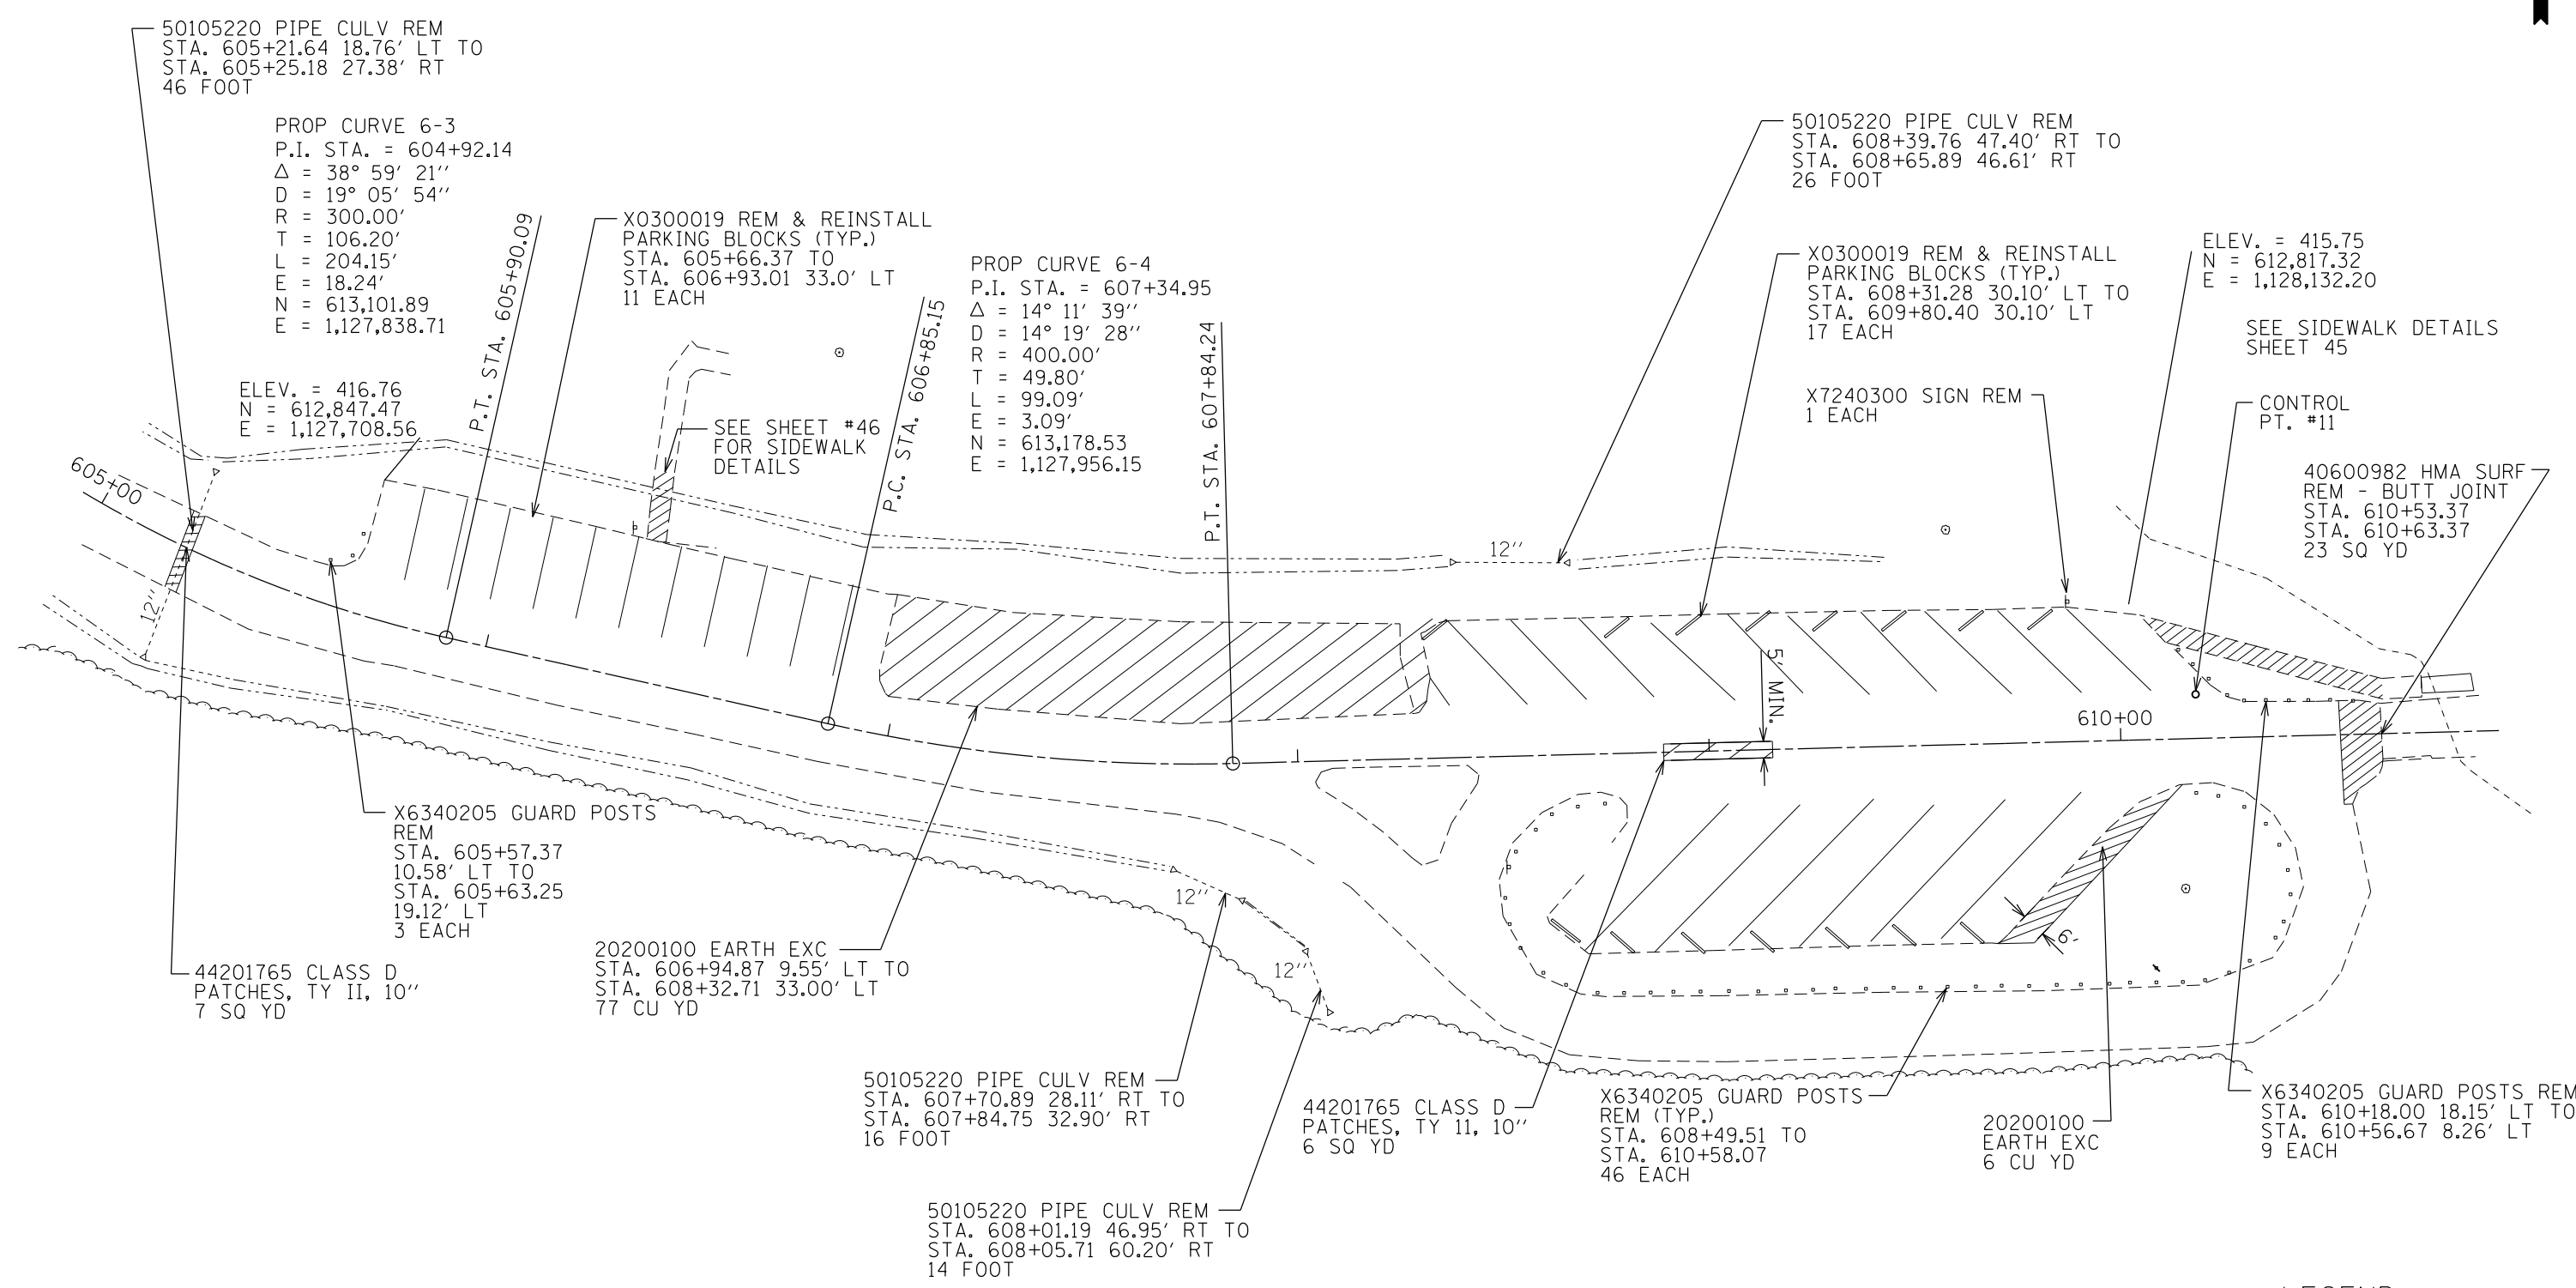 50105220 PIPE CULV REM
STA. 605+21.64 18.76' LT TO
STA. 605+25.18 27.38' RT
46 FOOT
PROP CURVE 6-3
P.I. STA. = 604+92.14
Δ = 38° 59' 21''
D = 19° 05' 54''
R = 300.00'
T = 106.20'
L = 204.15'
E = 18.24'
N = 613,101.89
E = 1,127,838.71
ELEV. = 416.76
N = 612,847.47
E = 1,127,708.56
605+00
P.T. STA. 605+90.09
X0300019 REM & REINSTALL
PARKING BLOCKS (TYP.)
STA. 605+66.37 TO
STA. 606+93.01 33.0' LT
11 EACH
SEE SHEET #46
FOR SIDEWALK
DETAILS
P.C. STA. 606+85.15
PROP CURVE 6-4
P.I. STA. = 607+34.95
Δ = 14° 11' 39''
D = 14° 19' 28''
R = 400.00'
T = 49.80'
L = 99.09'
E = 3.09'
N = 613,178.53
E = 1,127,956.15
P.T. STA. 607+84.24
50105220 PIPE CULV REM
STA. 608+39.76 47.40' RT TO
STA. 608+65.89 46.61' RT
26 FOOT
X0300019 REM & REINSTALL
PARKING BLOCKS (TYP.)
STA. 608+31.28 30.10' LT TO
STA. 609+80.40 30.10' LT
17 EACH
X7240300 SIGN REM
1 EACH
ELEV. = 415.75
N = 612,817.32
E = 1,128,132.20
SEE SIDEWALK DETAILS
SHEET 45
CONTROL
PT. #11
40600982 HMA SURF
REM - BUTT JOINT
STA. 610+53.37
STA. 610+63.37
23 SQ YD
12''
12''
5' MIN.
610+00
X6340205 GUARD POSTS
REM
STA. 605+57.37
10.58' LT TO
STA. 605+63.25
19.12' LT
3 EACH
44201765 CLASS D
PATCHES, TY II, 10''
7 SQ YD
20200100 EARTH EXC
STA. 606+94.87 9.55' LT TO
STA. 608+32.71 33.00' LT
77 CU YD
12''
12''
6'
50105220 PIPE CULV REM
STA. 607+70.89 28.11' RT TO
STA. 607+84.75 32.90' RT
16 FOOT
50105220 PIPE CULV REM
STA. 608+01.19 46.95' RT TO
STA. 608+05.71 60.20' RT
14 FOOT
44201765 CLASS D
PATCHES, TY 11, 10''
6 SQ YD
X6340205 GUARD POSTS
REM (TYP.)
STA. 608+49.51 TO
STA. 610+58.07
46 EACH
20200100
EARTH EXC
6 CU YD
X6340205 GUARD POSTS REM
STA. 610+18.00 18.15' LT TO
STA. 610+56.67 8.26' LT
9 EACH